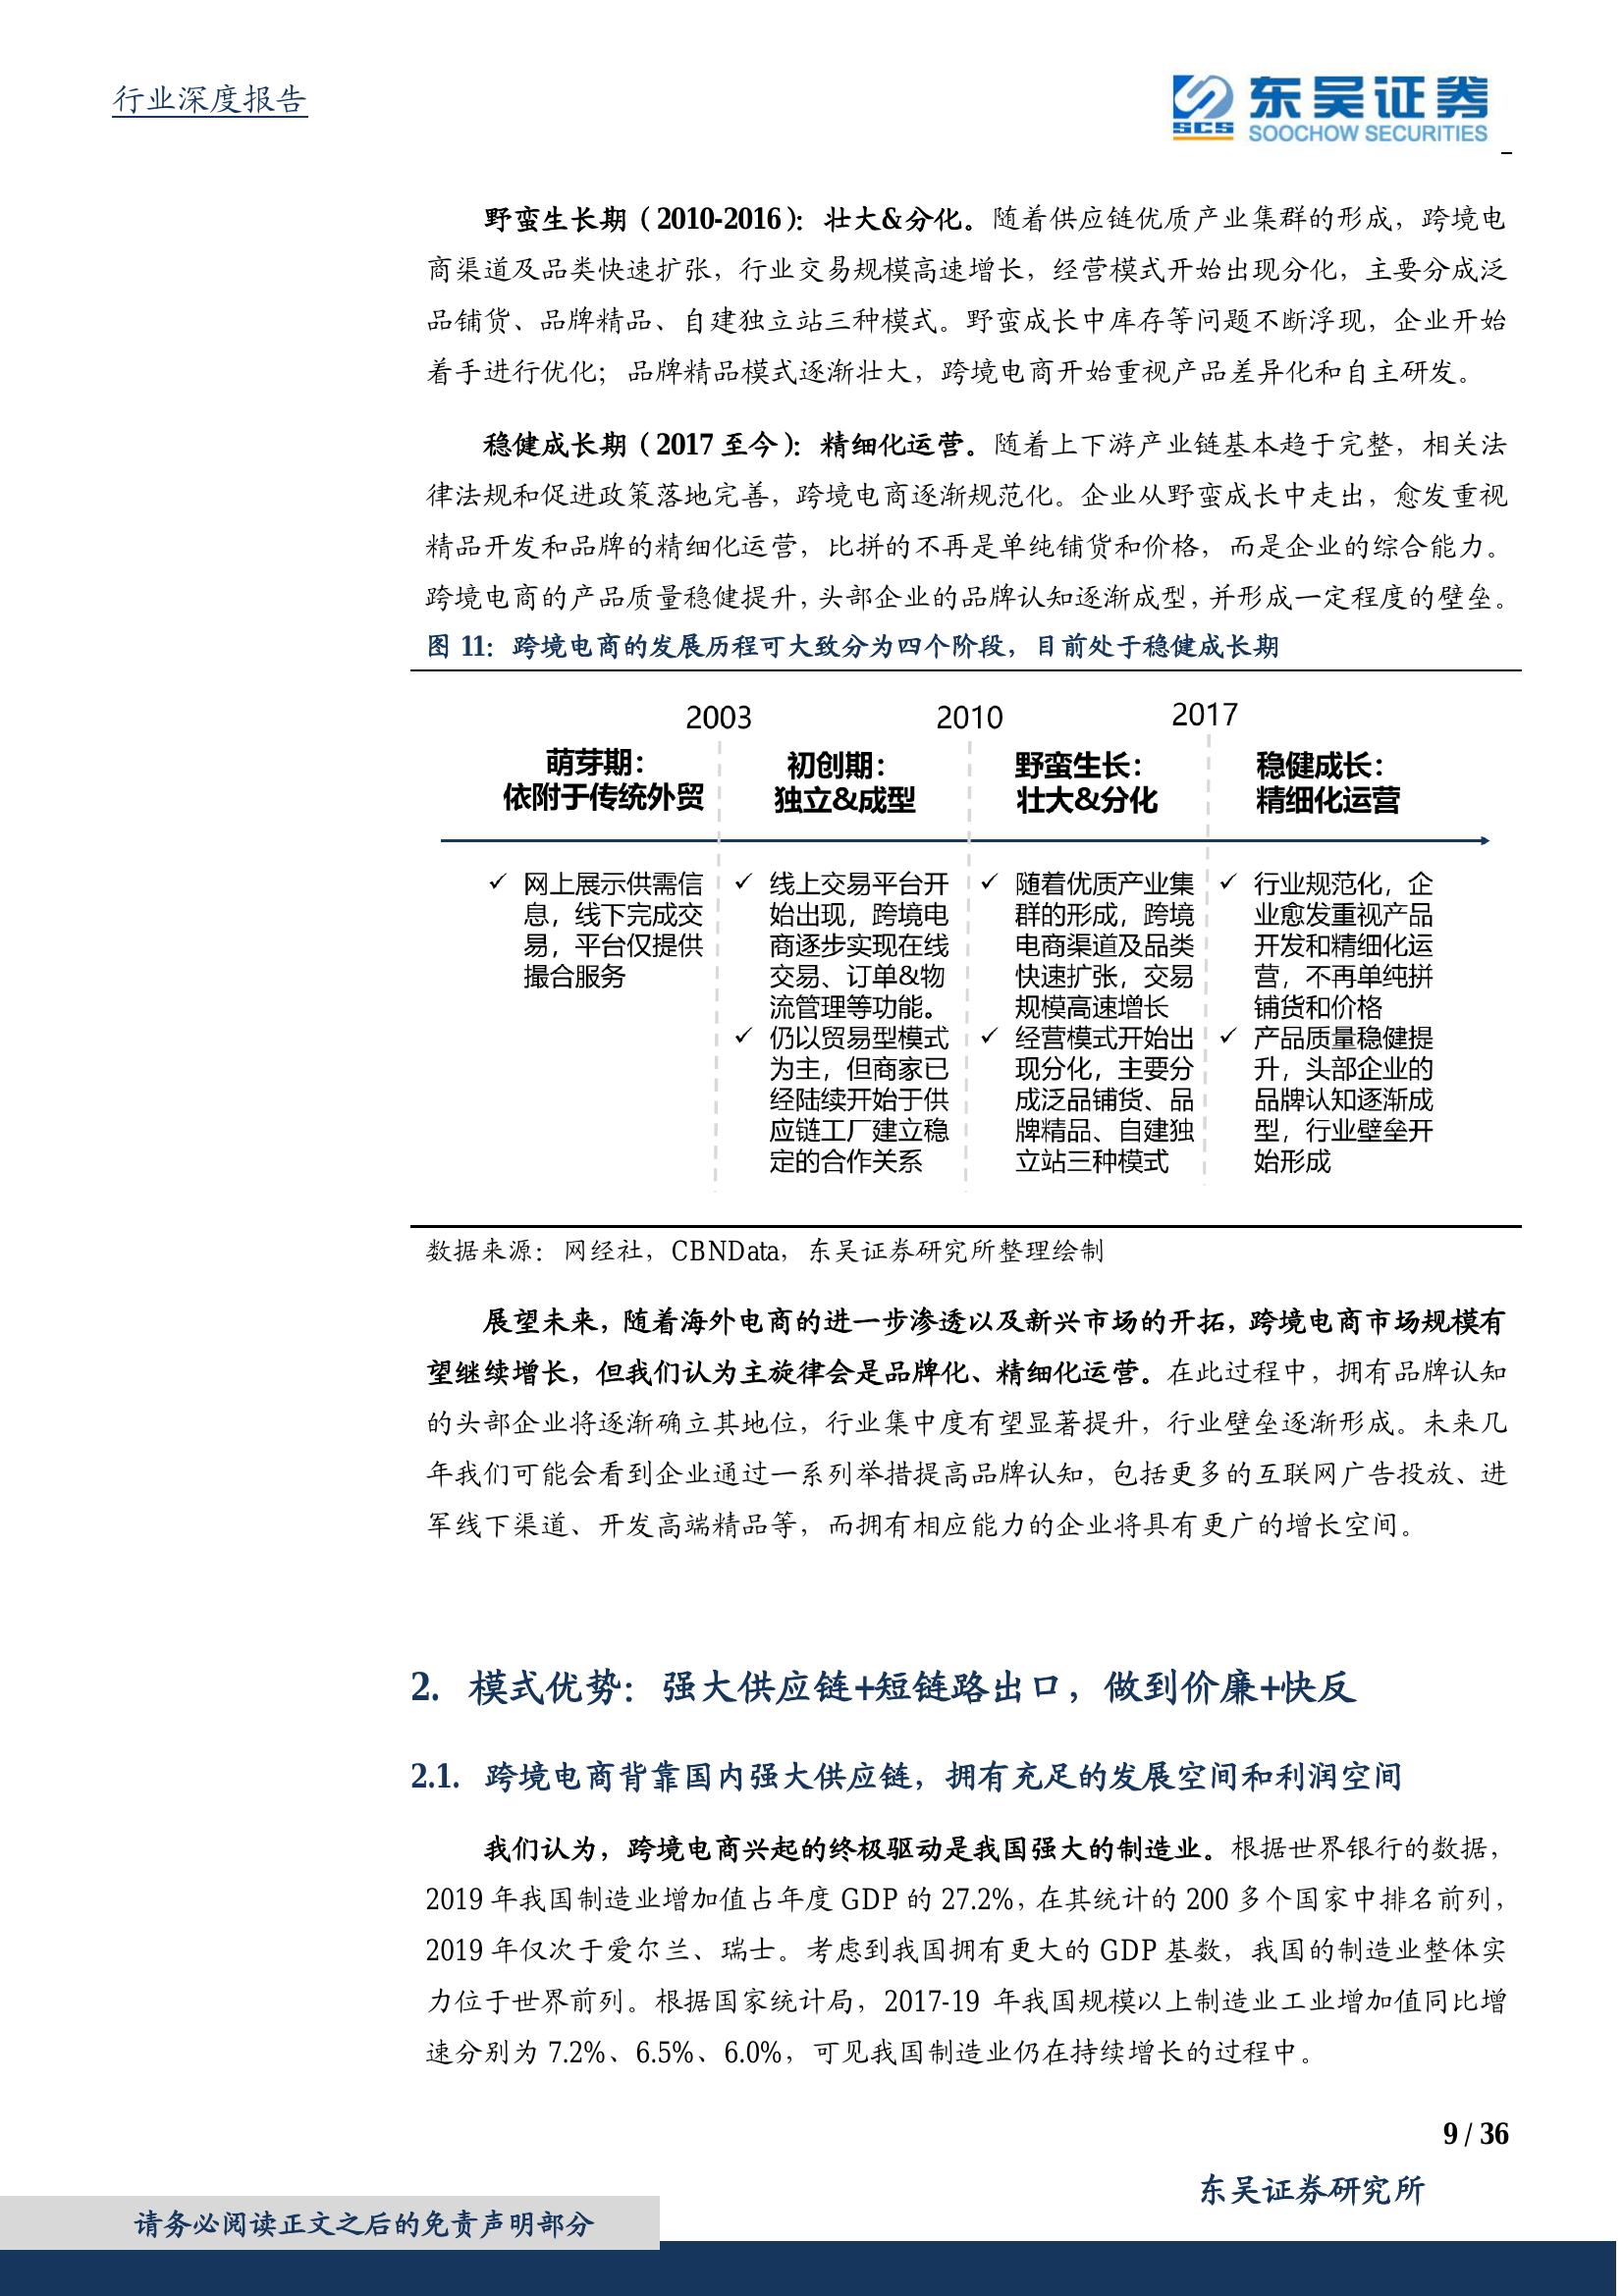 行业深度报告
东吴证券
SCS
SOOCHOW SECURITIES
野蛮生长期（2010-2016）：壮大&分化。随着供应链优质产业集群的形成，跨境电
商渠道及品类快速扩张，行业交易规模高速增长，经营模式开始出现分化，主要分成泛
品铺货、品牌精品、自建独立站三种模式。野蛮成长中库存等问题不断浮现，企业开始
着手进行优化；品牌精品模式逐渐壮大，跨境电商开始重视产品差异化和自主研发。
稳健成长期（2017 至今）：精细化运营。随着上下游产业链基本趋于完整，相关法
律法规和促进政策落地完善，跨境电商逐渐规范化。企业从野蛮成长中走出，愈发重视
精品开发和品牌的精细化运营，比拼的不再是单纯铺货和价格，而是企业的综合能力。
跨境电商的产品质量稳健提升，头部企业的品牌认知逐渐成型，并形成一定程度的壁垒。
图 11：跨境电商的发展历程可大致分为四个阶段，目前处于稳健成长期
2003
2010
2017
萌芽期：
依附于传统外贸
初创期：
独立&成型
野蛮生长：
壮大&分化
稳健成长：
精细化运营
✓ 网上展示供需信
息，线下完成交
易，平台仅提供
撮合服务
✓ 线上交易平台开
始出现，跨境电
商逐步实现在线
交易、订单&物
流管理等功能。
✓ 仍以贸易型模式
为主，但商家已
经陆续开始于供
应链工厂建立稳
定的合作关系
✓ 随着优质产业集
群的形成，跨境
电商渠道及品类
快速扩张，交易
规模高速增长
✓ 经营模式开始出
现分化，主要分
成泛品铺货、品
牌精品、自建独
立站三种模式
✓ 行业规范化，企
业愈发重视产品
开发和精细化运
营，不再单纯拼
铺货和价格
✓ 产品质量稳健提
升，头部企业的
品牌认知逐渐成
型，行业壁垒开
始形成
数据来源：网经社，CBNData，东吴证券研究所整理绘制
展望未来，随着海外电商的进一步渗透以及新兴市场的开拓，跨境电商市场规模有
望继续增长，但我们认为主旋律会是品牌化、精细化运营。在此过程中，拥有品牌认知
的头部企业将逐渐确立其地位，行业集中度有望显著提升，行业壁垒逐渐形成。未来几
年我们可能会看到企业通过一系列举措提高品牌认知，包括更多的互联网广告投放、进
军线下渠道、开发高端精品等，而拥有相应能力的企业将具有更广的增长空间。
2. 模式优势：强大供应链+短链路出口，做到价廉+快反
2.1. 跨境电商背靠国内强大供应链，拥有充足的发展空间和利润空间
我们认为，跨境电商兴起的终极驱动是我国强大的制造业。根据世界银行的数据，
2019 年我国制造业增加值占年度 GDP 的 27.2%，在其统计的 200 多个国家中排名前列，
2019 年仅次于爱尔兰、瑞士。考虑到我国拥有更大的 GDP 基数，我国的制造业整体实
力位于世界前列。根据国家统计局，2017-19 年我国规模以上制造业工业增加值同比增
速分别为 7.2%、6.5%、6.0%，可见我国制造业仍在持续增长的过程中。
9 / 36
东吴证券研究所
请务必阅读正文之后的免责声明部分